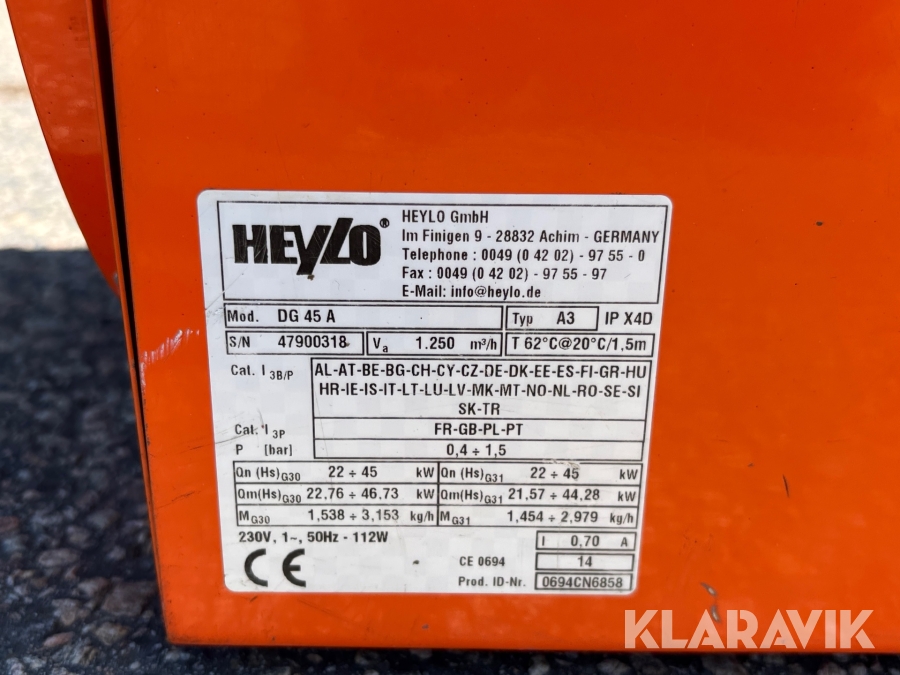 HEYLO®
HEYLO GmbH
Im Finigen 9 - 28832 Achim - GERMANY
Telephone : 0049 (0 42 02) - 97 55 - 0
Fax : 0049 (0 42 02) - 97 55 - 97
E-Mail: info@heylo.de
Mod. DG 45 A Typ A3 IP X4D
S/N 47900318 Va 1.250 m³/h T 62°C@20°C/1.5m
Cat. I 3B/P AL-AT-BE-BG-CH-CY-CZ-DE-DK-EE-ES-FI-GR-HU
HR-IE-IS-IT-LT-LU-LV-MK-MT-NO-NL-RO-SE-SI
SK-TR
Cat. I 3P FR-GB-PL-PT
P [bar] 0,4 ÷ 1,5
Qn (Hs)G30 22 ÷ 45 kW Qn (Hs)G31 22 ÷ 45 kW
Qm(Hs)G30 22,76 ÷ 46,73 kW Qm(Hs)G31 21,57 ÷ 44,28 kW
MG30 1,538 ÷ 3,153 kg/h MG31 1,454 ÷ 2,979 kg/h
230V, 1~, 50Hz - 112W I 0,70 A
CE CE 0694 14
Prod. ID-Nr. 0694CN6858
KLARAVIK